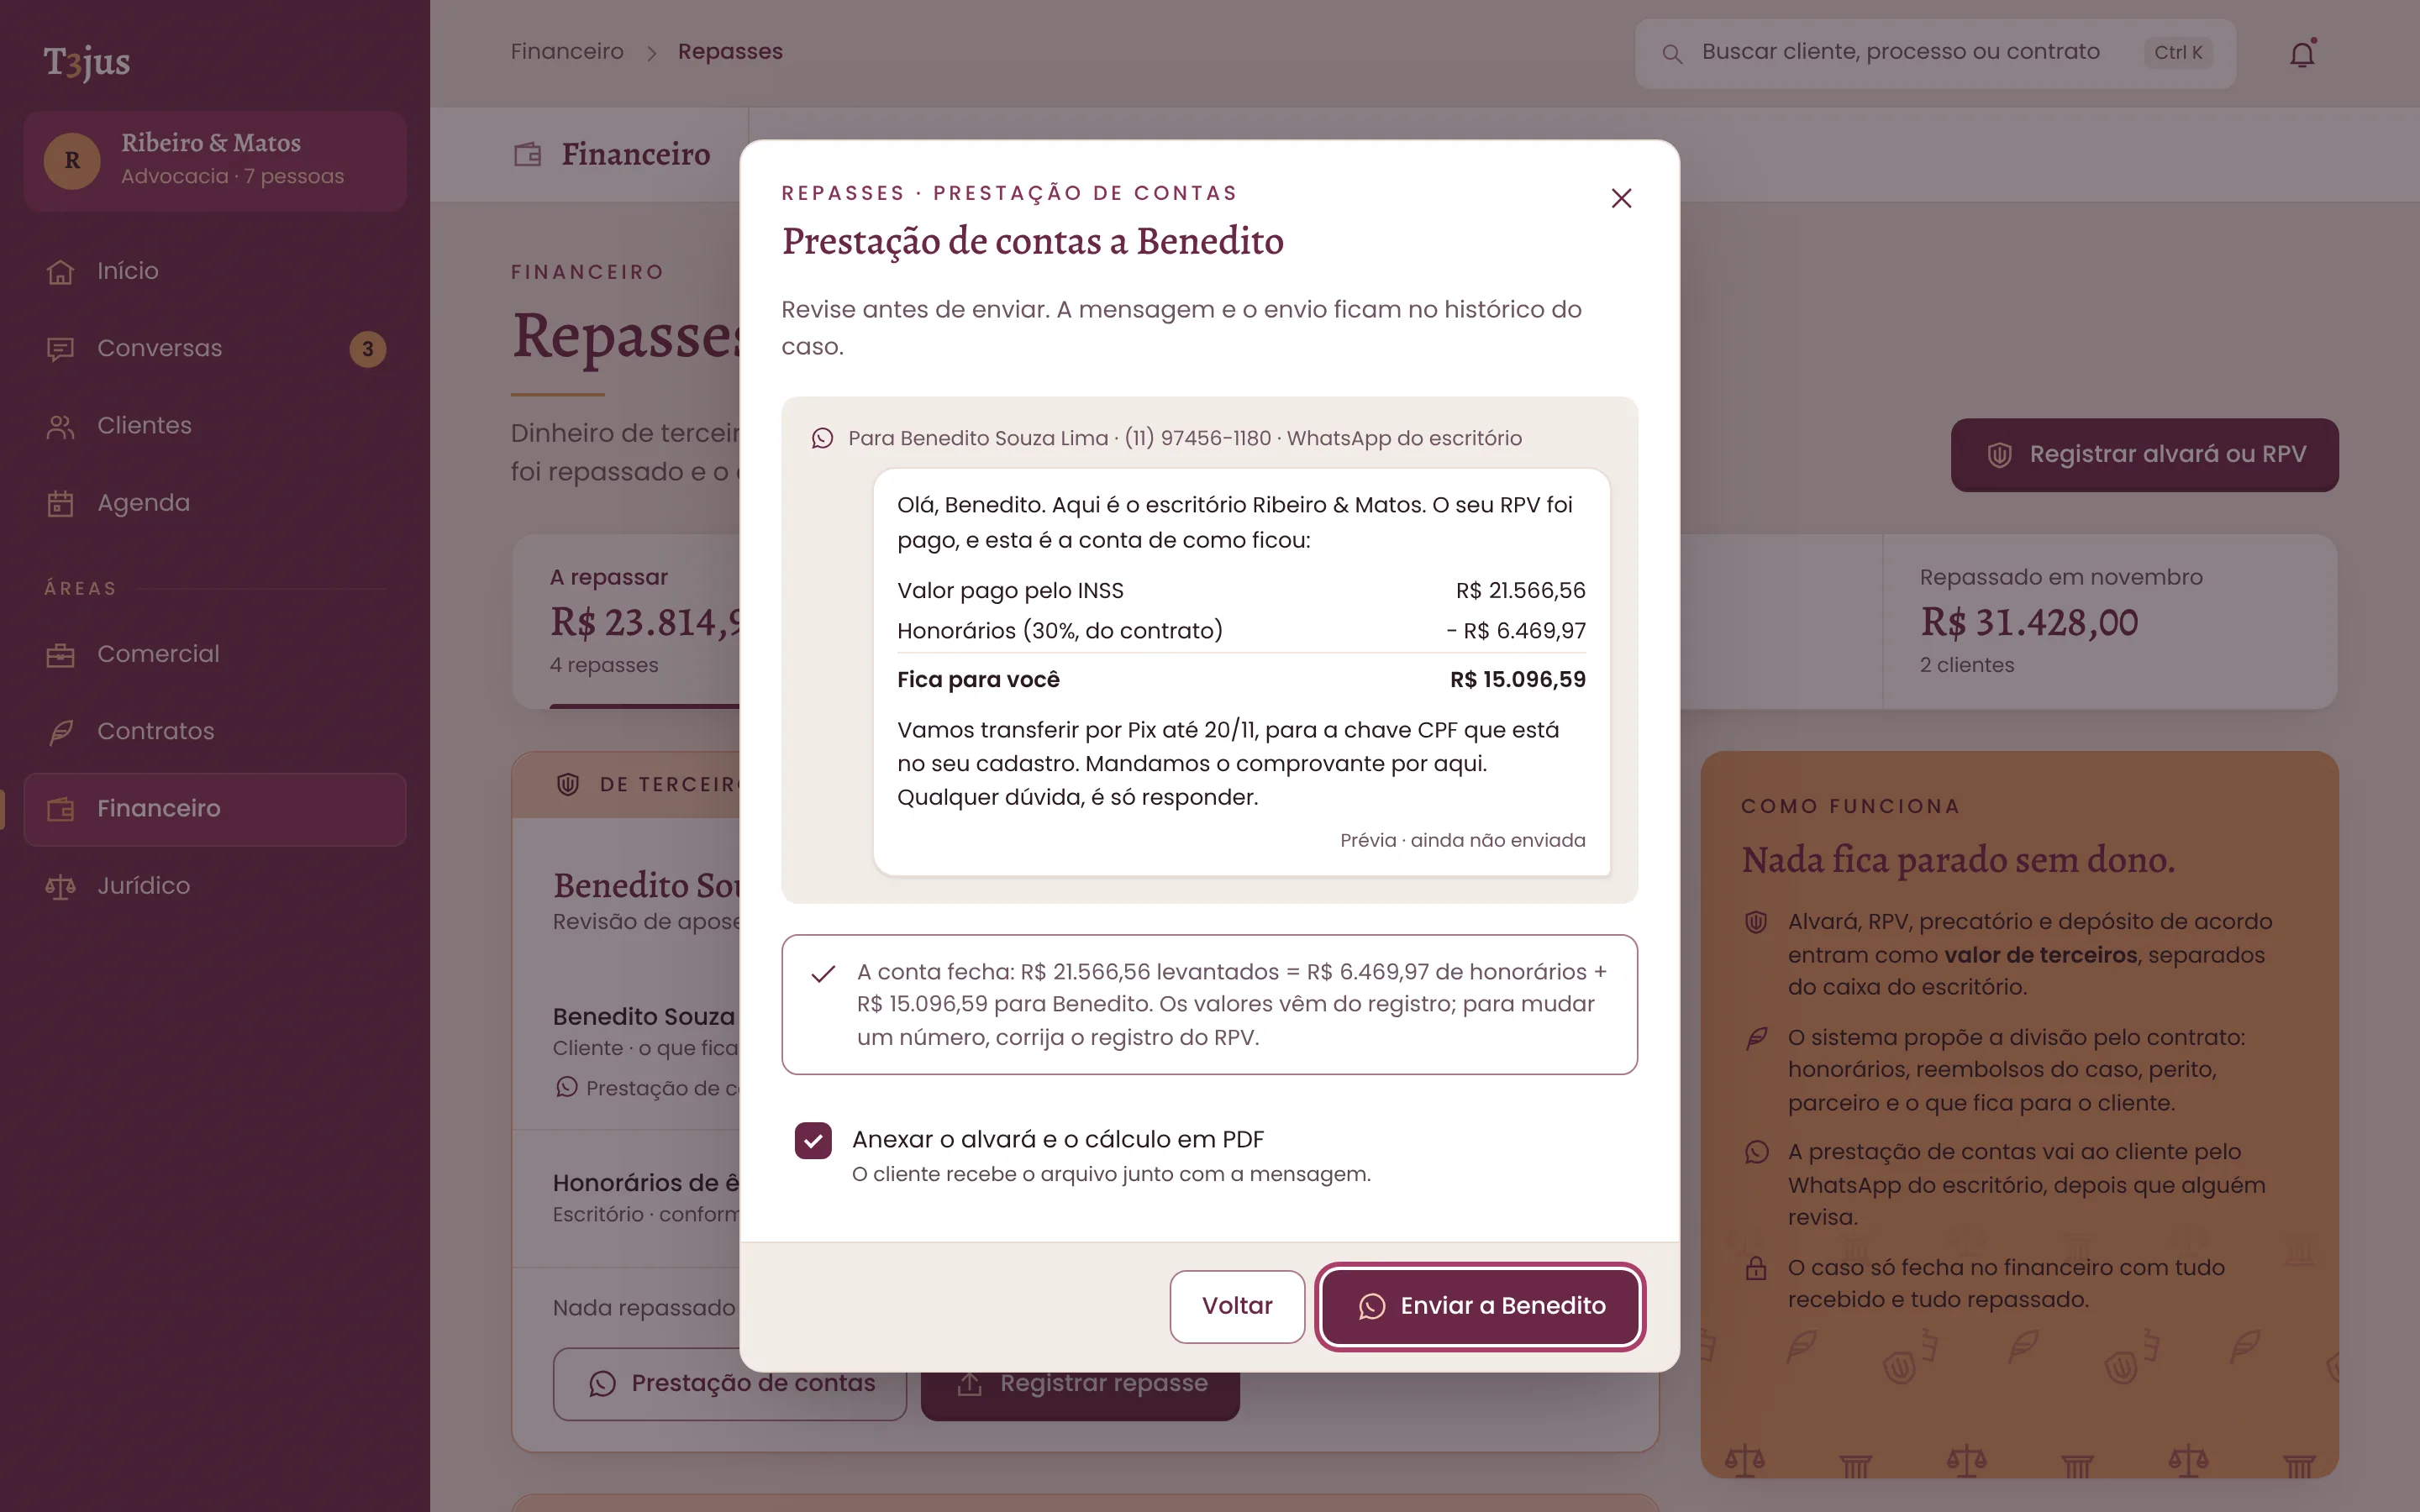 T3jus
R
Ribeiro & Matos
Advocacia · 7 pessoas
Início
Conversas
3
Clientes
Agenda
ÁREAS
Comercial
Contratos
Financeiro
Jurídico
Financeiro
Repasses
Buscar cliente, processo ou contrato
Ctrl K
Financeiro
FINANCEIRO
Repasses
Dinheiro de
foi repassado e o
Registrar alvará ou RPV
A repassar
R$ 23.814,9
4 repasses
Repassado em novembro
R$ 31.428,00
2 clientes
DE
Benedito
Revisão de
Benedito Souza
Cliente · o que fica
Prestação de
Honorários de
Escritório ·
Nada repassado
Prestação de contas
Registrar repasse
REPASSES · PRESTAÇÃO DE CONTAS
Prestação de contas a Benedito
Revise antes de enviar. A mensagem e o envio ficam no histórico do
caso.
Para Benedito Souza Lima · (11) 97456-1180 · WhatsApp do escritório
Olá, Benedito. Aqui é o escritório Ribeiro & Matos. O seu RPV foi
pago, e esta é a conta de como ficou:
Valor pago pelo INSS R$ 21.566,56
Honorários (30%, do contrato) − R$ 6.469,97
Fica para você R$ 15.096,59
Vamos transferir por Pix até 20/11, para a chave CPF que está
no seu cadastro. Mandamos o comprovante por aqui.
Qualquer dúvida, é só responder.
Prévia · ainda não enviada
A conta fecha: R$ 21.566,56 levantados = R$ 6.469,97 de honorários +
R$ 15.096,59 para Benedito. Os valores vêm do registro; para mudar
um número, corrija o registro do RPV.
Anexar o alvará e o cálculo em PDF
O cliente recebe o arquivo junto com a mensagem.
Voltar
Enviar a Benedito
COMO FUNCIONA
Nada fica parado sem dono.
Alvará, RPV, precatório e depósito de acordo
entram como valor de terceiros, separados
do caixa do escritório.
O sistema propõe a divisão pelo contrato:
honorários, reembolsos do caso, perito,
parceiro e o que fica para o cliente.
A prestação de contas vai ao cliente pelo
WhatsApp do escritório, depois que alguém
revisa.
O caso só fecha no financeiro com tudo
recebido e tudo repassado.